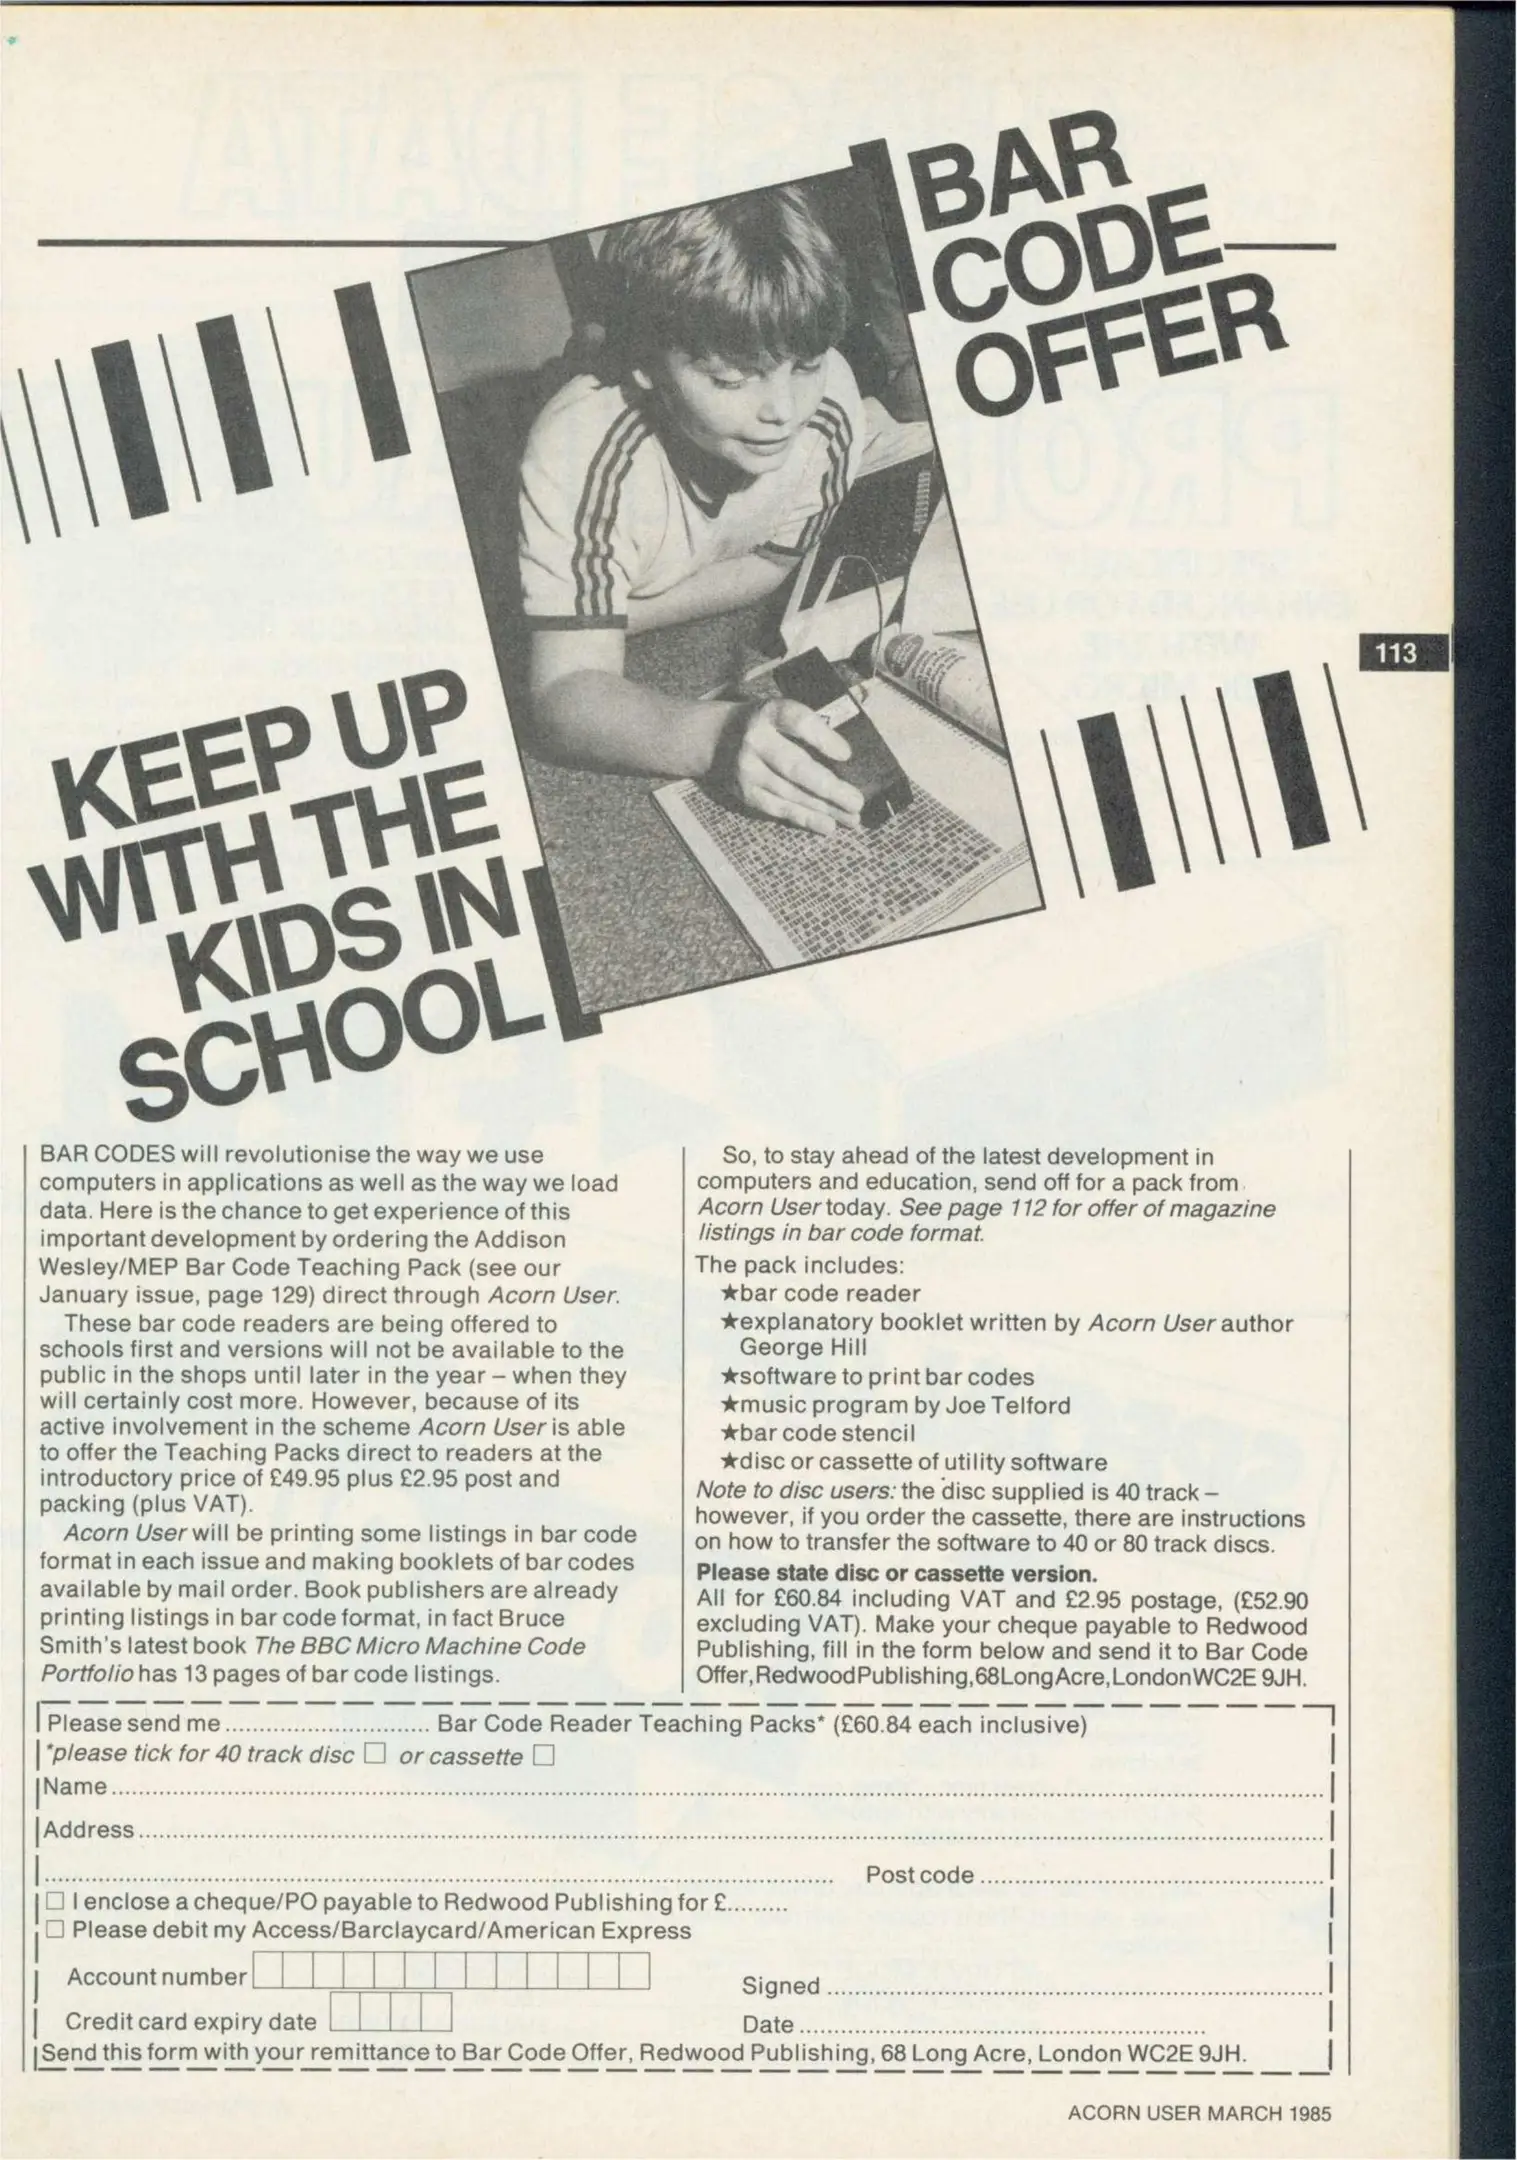 BAR
CODE
OFFER
113
KEEP UP
WITH THE
KIDS IN
SCHOOL
BAR CODES will revolutionise the way we use
computers in applications as well as the way we load
data. Here is the chance to get experience of this
important development by ordering the Addison
Wesley/MEP Bar Code Teaching Pack (see our
January issue, page 129) direct through Acorn User.
These bar code readers are being offered to
schools first and versions will not be available to the
public in the shops until later in the year – when they
will certainly cost more. However, because of its
active involvement in the scheme Acorn User is able
to offer the Teaching Packs direct to readers at the
introductory price of £49.95 plus £2.95 post and
packing (plus VAT).
Acorn User will be printing some listings in bar code
format in each issue and making booklets of bar codes
available by mail order. Book publishers are already
printing listings in bar code format, in fact Bruce
Smith's latest book The BBC Micro Machine Code
Portfolio has 13 pages of bar code listings.
So, to stay ahead of the latest development in
computers and education, send off for a pack from
Acorn User today. See page 112 for offer of magazine
listings in bar code format.
The pack includes:
★bar code reader
★explanatory booklet written by Acorn User author
George Hill
★software to print bar codes
★music program by Joe Telford
★bar code stencil
★disc or cassette of utility software
Note to disc users: the disc supplied is 40 track –
however, if you order the cassette, there are instructions
on how to transfer the software to 40 or 80 track discs.
Please state disc or cassette version.
All for £60.84 including VAT and £2.95 postage, (£52.90
excluding VAT). Make your cheque payable to Redwood
Publishing, fill in the form below and send it to Bar Code
Offer, Redwood Publishing, 68 Long Acre, London WC2E 9JH.
Please send me .............................. Bar Code Reader Teaching Packs* (£60.84 each inclusive)
*please tick for 40 track disc □ or cassette □
Name
Address
Post code
□ I enclose a cheque/PO payable to Redwood Publishing for £.........
□ Please debit my Access/Barclaycard/American Express
Account number
Signed
Credit card expiry date
Date
Send this form with your remittance to Bar Code Offer, Redwood Publishing, 68 Long Acre, London WC2E 9JH.
ACORN USER MARCH 1985